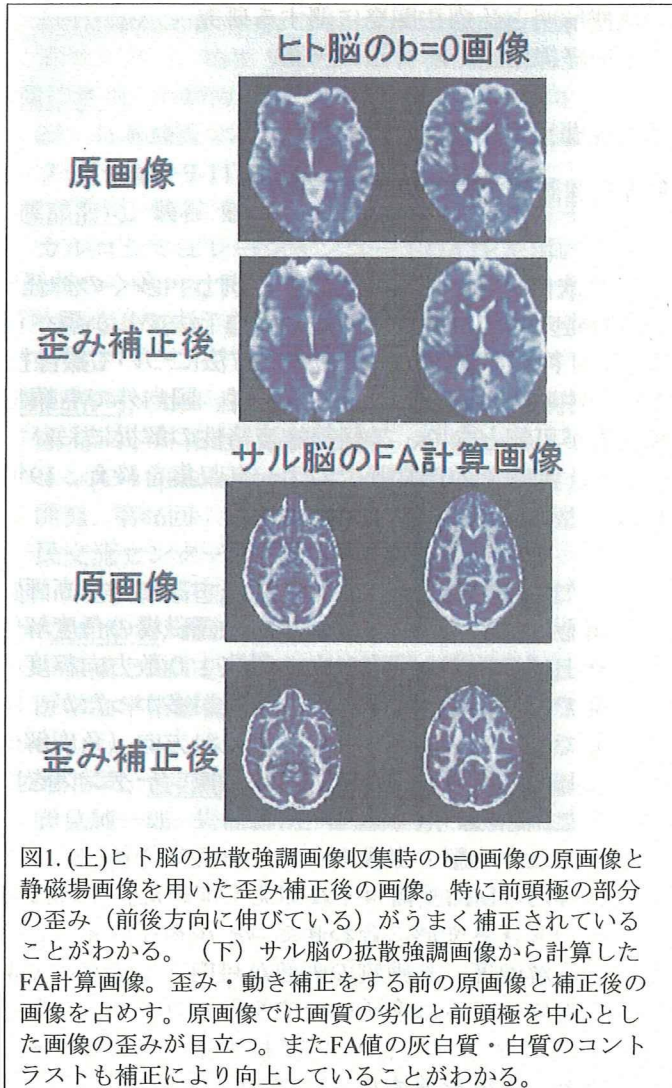 ヒト脳のb=0画像
原画像
歪み補正後
サル脳のFA計算画像
原画像
歪み補正後
図1. (上)ヒト脳の拡散強調画像収集時のb=0画像の原画像と
静磁場画像を用いた歪み補正後の画像。特に前頭極の部分
の歪み（前後方向に伸びている）がうまく補正されている
ことがわかる。（下）サル脳の拡散強調画像から計算した
FA計算画像。歪み・動き補正をする前の原画像と補正後の
画像を占めす。原画像では画質の劣化と前頭極を中心とし
た画像の歪みが目立つ。またFA値の灰白質・白質のコント
ラストも補正により向上していることがわかる。